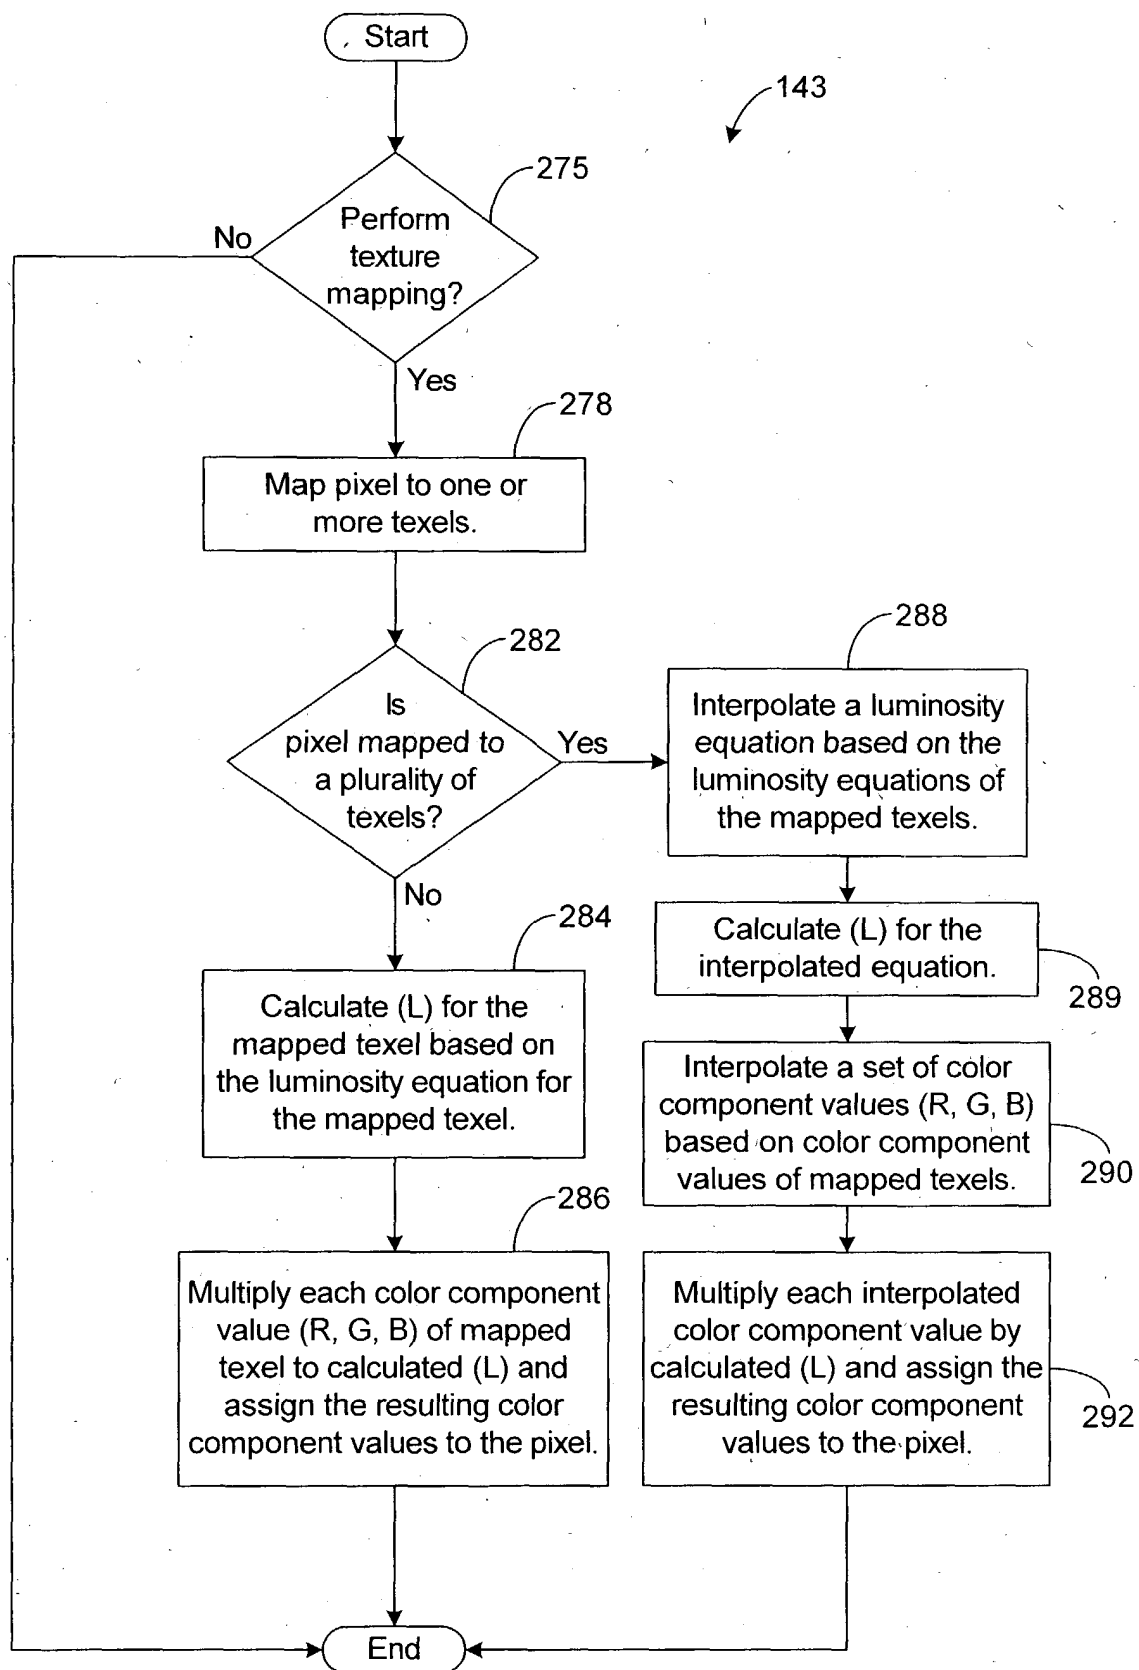 Start
143
275
Perform
texture
mapping?
No
Yes
278
Map pixel to one or
more texels.
282
Is
pixel mapped to
a plurality of
texels?
Yes
No
288
Interpolate a luminosity
equation based on the
luminosity equations of
the mapped texels.
284
Calculate (L) for the
mapped texel based on
the luminosity equation for
the mapped texel.
Calculate (L) for the
interpolated equation.
289
Interpolate a set of color
component values (R, G, B)
based on color component
values of mapped texels.
290
286
Multiply each color component
value (R, G, B) of mapped
texel to calculated (L) and
assign the resulting color
component values to the pixel.
Multiply each interpolated
color component value by
calculated (L) and assign the
resulting color component
values to the pixel.
292
End